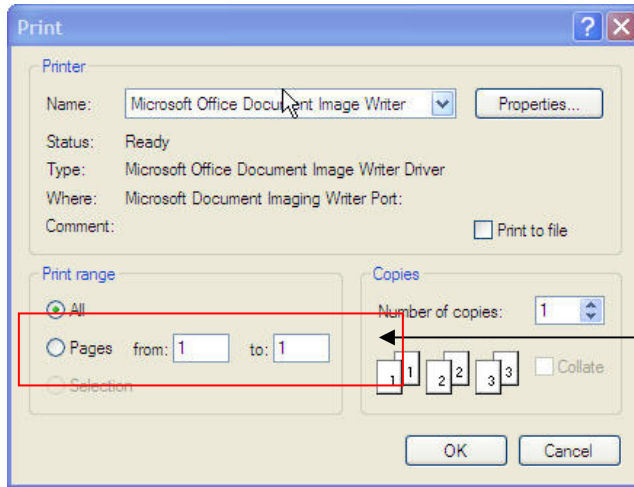 Print
Printer
Name: Microsoft Office Document Image Writer Properties...
Status: Ready
Type: Microsoft Office Document Image Writer Driver
Where: Microsoft Document Imaging Writer Port:
Comment: Print to file
Print range
All
Pages from: 1 to: 1
Selection
Copies
Number of copies: 1
1 1 2 2 3 3 Collate
OK Cancel